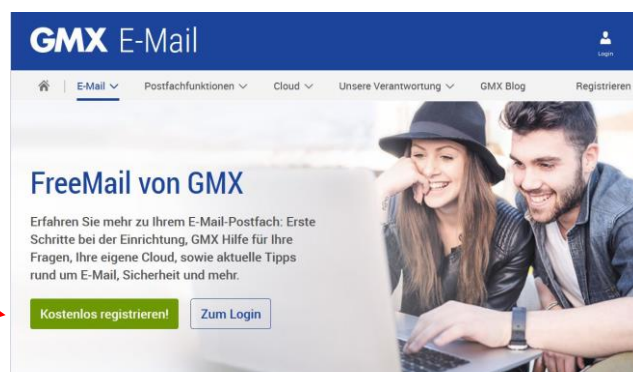 GMX E-Mail
Login
E-Mail
Postfachfunktionen
Cloud
Unsere Verantwortung
GMX Blog
Registrieren
FreeMail von GMX
Erfahren Sie mehr zu Ihrem E-Mail-Postfach: Erste
Schritte bei der Einrichtung, GMX Hilfe für Ihre
Fragen, Ihre eigene Cloud, sowie aktuelle Tipps
rund um E-Mail, Sicherheit und mehr.
Kostenlos registrieren!
Zum Login